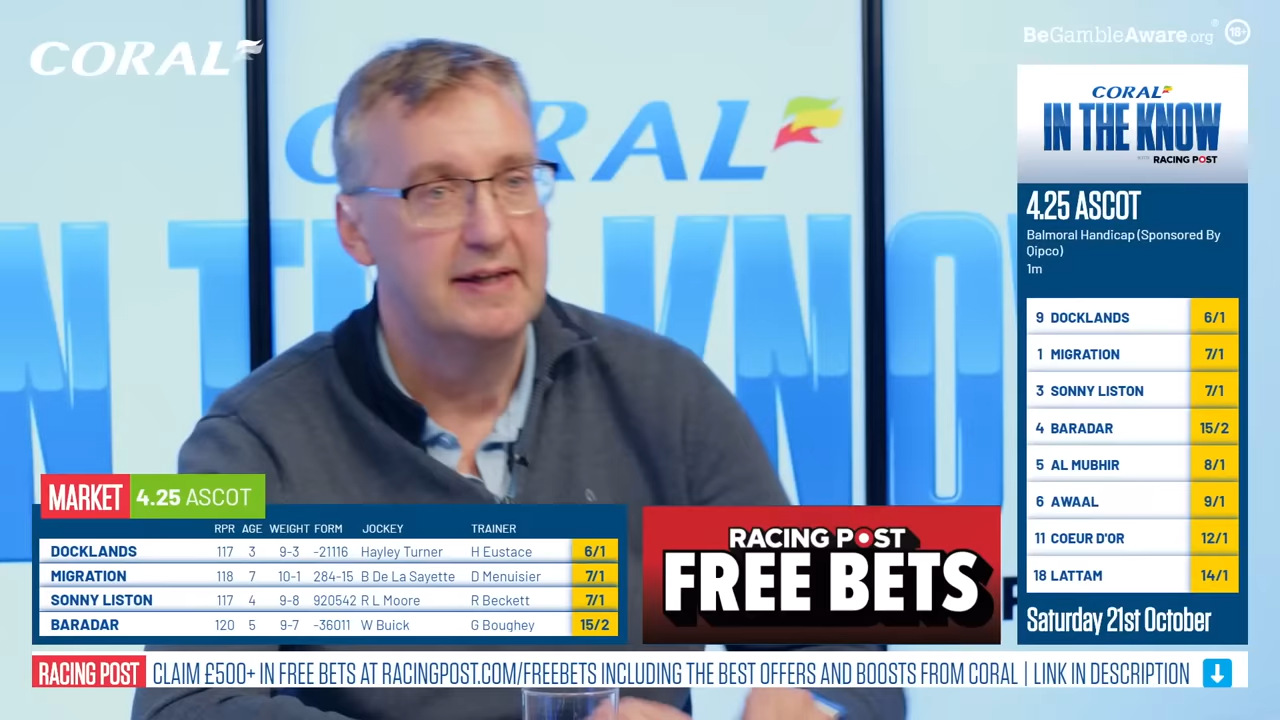 CORAL
BeGambleAware.org® 18+
CORAL
IN THE KNOW
CORAL
IN THE KNOW
WITH RACING POST
4.25 ASCOT
Balmoral Handicap (Sponsored By
Qipco)
1m
9 DOCKLANDS 6/1
1 MIGRATION 7/1
3 SONNY LISTON 7/1
4 BARADAR 15/2
5 AL MUBHIR 8/1
6 AWAAL 9/1
11 COEUR D'OR 12/1
18 LATTAM 14/1
Saturday 21st October
MARKET 4.25 ASCOT
RPR AGE WEIGHT FORM JOCKEY TRAINER
DOCKLANDS 117 3 9-3 -21116 Hayley Turner H Eustace 6/1
MIGRATION 118 7 10-1 284-15 B De La Sayette D Menuisier 7/1
SONNY LISTON 117 4 9-8 920542 R L Moore R Beckett 7/1
BARADAR 120 5 9-7 -36011 W Buick G Boughey 15/2
RACING POST
FREE BETS
RACING POST CLAIM £500+ IN FREE BETS AT RACINGPOST.COM/FREEBETS INCLUDING THE BEST OFFERS AND BOOSTS FROM CORAL | LINK IN DESCRIPTION